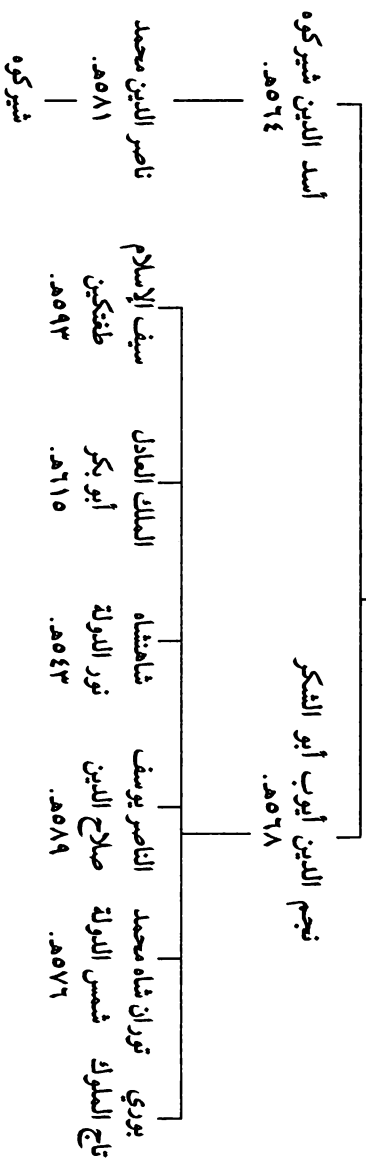 نجم الدين أيوب أبو الشكر
٥٦٨هـ.
أسد الدين شيركوه
٥٦٤هـ.
بوري
تاج الملوك
توران شاه محمد
شمس الدولة
٥٧٦هـ.
الناصر يوسف
صلاح الدين
٥٨٩هـ.
شاهنشاه
نور الدولة
٥٤٣هـ.
الملك العادل
أبو بكر
٦١٥هـ.
سيف الإسلام
طغتكين
٥٩٣هـ.
ناصر الدين محمد
٥٨١هـ.
شيركوه